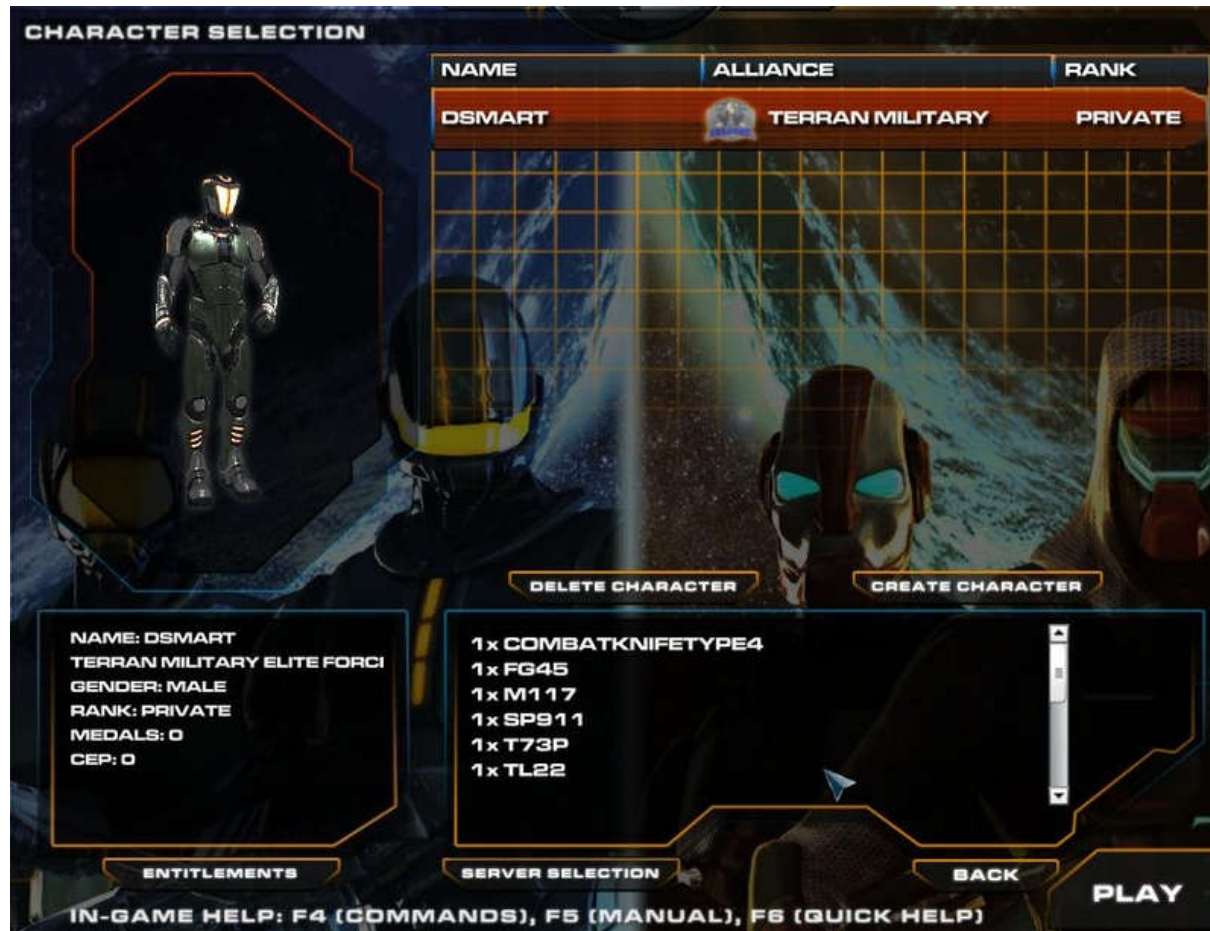 CHARACTER SELECTION
NAME ALLIANCE RANK
DSMART TERRAN MILITARY PRIVATE
DELETE CHARACTER CREATE CHARACTER
NAME: DSMART
TERRAN MILITARY ELITE FORCI
GENDER: MALE
RANK: PRIVATE
MEDALS: 0
CEP: 0
1x COMBATKNIFETYPE4
1x FG45
1x M117
1x SP911
1x T73P
1x TL22
ENTITLEMENTS SERVER SELECTION BACK PLAY
IN-GAME HELP: F4 (COMMANDS), F5 (MANUAL), F6 (QUICK HELP)